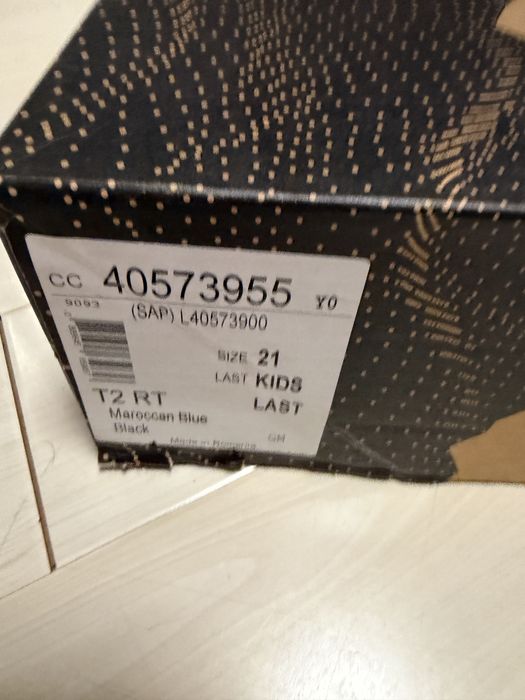 CC 40573955 Y0
9093 (SAP) L40573900
SIZE 21
LAST KIDS
LAST
T2 RT
Maroccan Blue
Black
Made in Romania GM